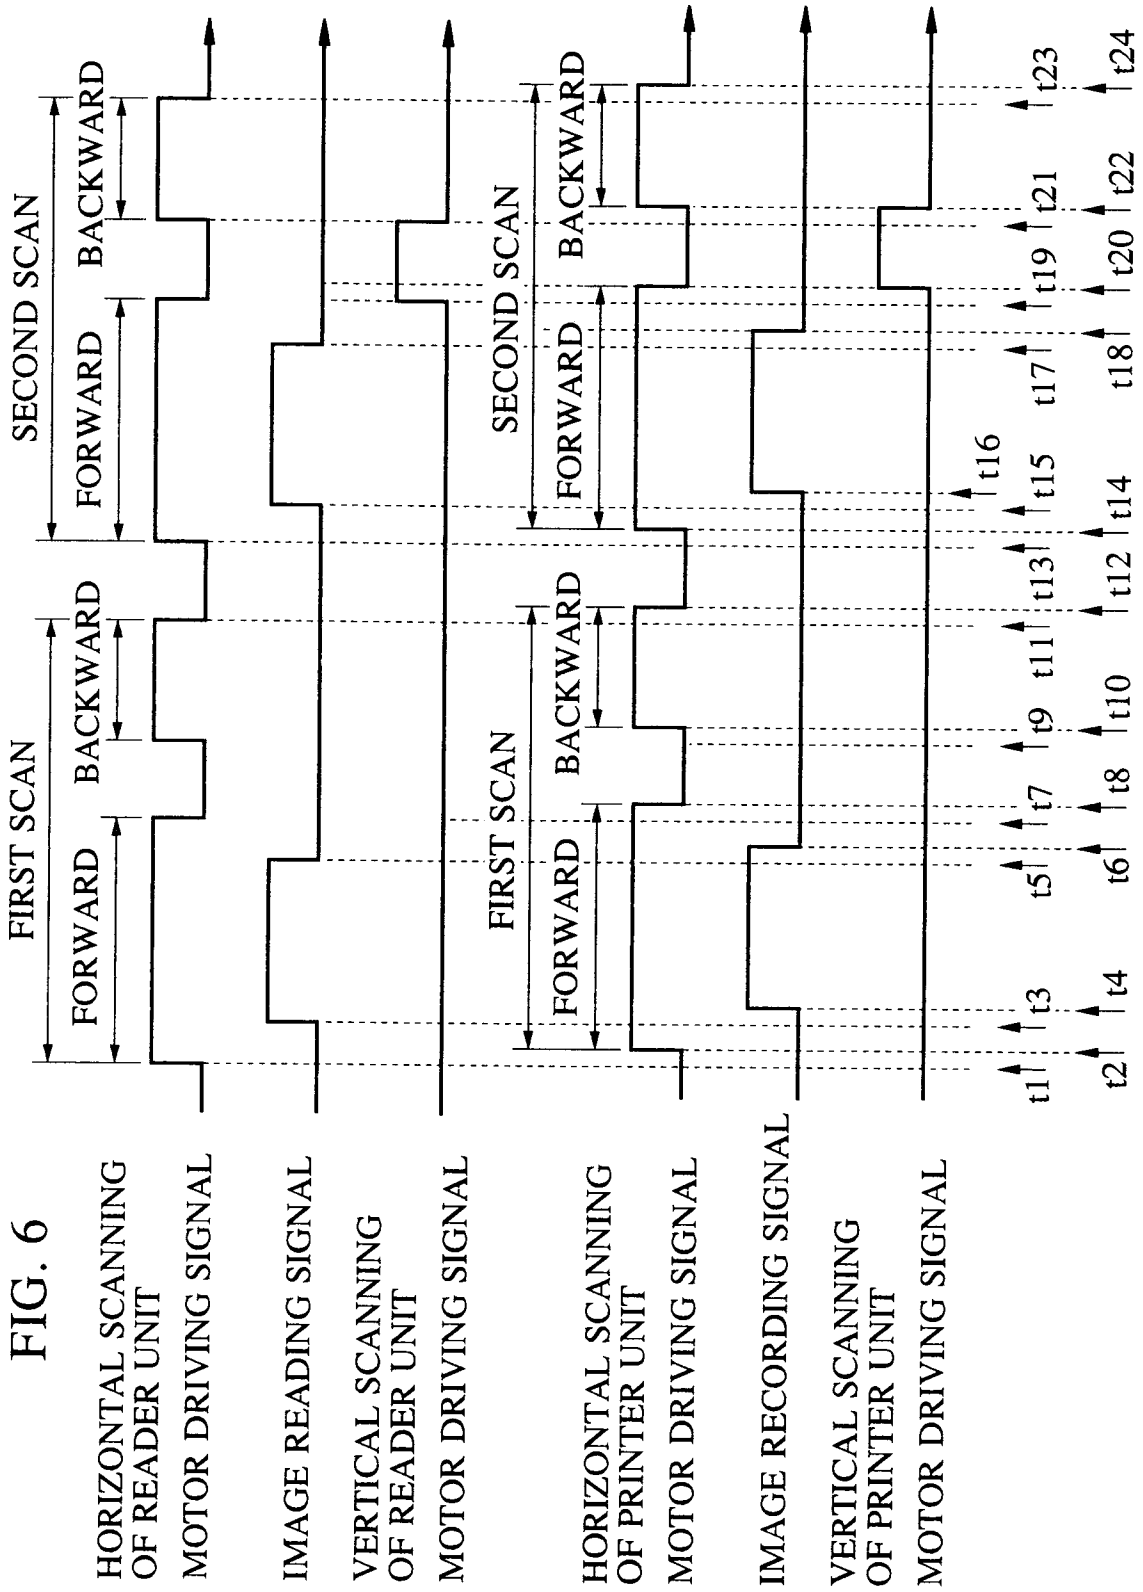 FIG. 6
HORIZONTAL SCANNING
OF READER UNIT
MOTOR DRIVING SIGNAL
FIRST SCAN
SECOND SCAN
FORWARD
BACKWARD
FORWARD
BACKWARD
IMAGE READING SIGNAL
VERTICAL SCANNING
OF READER UNIT
MOTOR DRIVING SIGNAL
HORIZONTAL SCANNING
OF PRINTER UNIT
MOTOR DRIVING SIGNAL
FIRST SCAN
SECOND SCAN
FORWARD
BACKWARD
FORWARD
BACKWARD
IMAGE RECORDING SIGNAL
VERTICAL SCANNING
OF PRINTER UNIT
MOTOR DRIVING SIGNAL
t16
t1 t3 t5 t7 t9 t11 t13 t15 t17 t19 t21 t23
t2 t4 t6 t8 t10 t12 t14 t18 t20 t22 t24